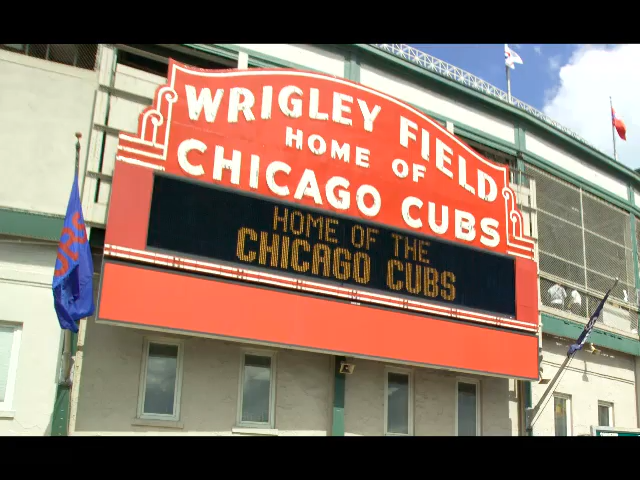 WRIGLEY FIELD
HOME OF
CHICAGO CUBS
HOME OF THE
CHICAGO CUBS